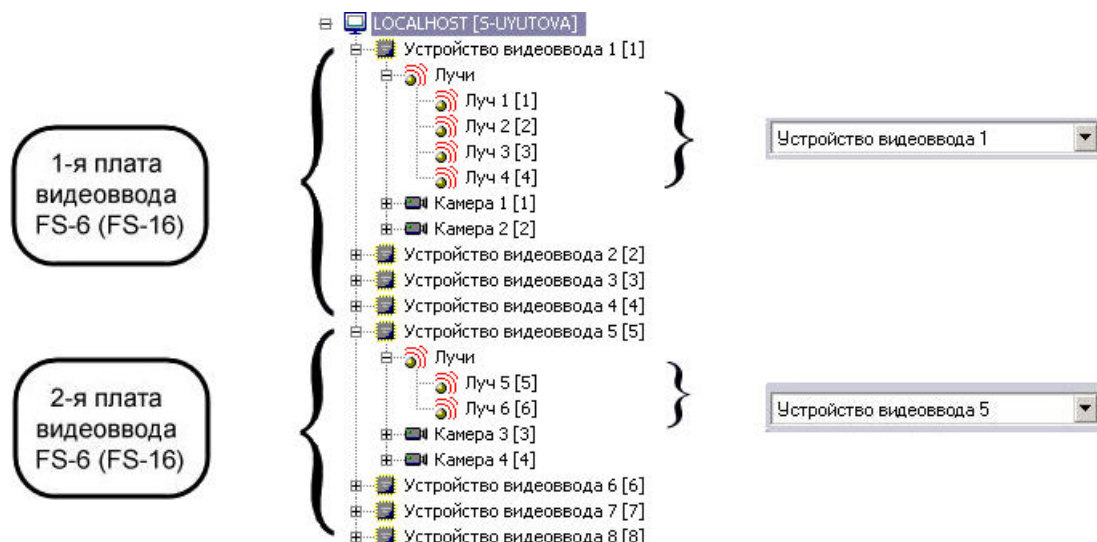 LOCALHOST [S-UYUTOVA]
Устройство видеоввода 1 [1]
Лучи
Луч 1 [1]
Луч 2 [2]
Луч 3 [3]
Луч 4 [4]
Камера 1 [1]
Камера 2 [2]
Устройство видеоввода 2 [2]
Устройство видеоввода 3 [3]
Устройство видеоввода 4 [4]
Устройство видеоввода 5 [5]
Лучи
Луч 5 [5]
Луч 6 [6]
Камера 3 [3]
Камера 4 [4]
Устройство видеоввода 6 [6]
Устройство видеоввода 7 [7]
Устройство видеоввода 8 [8]
1-я плата
видеоввода
FS-6 (FS-16)
2-я плата
видеоввода
FS-6 (FS-16)
Устройство видеоввода 1
Устройство видеоввода 5